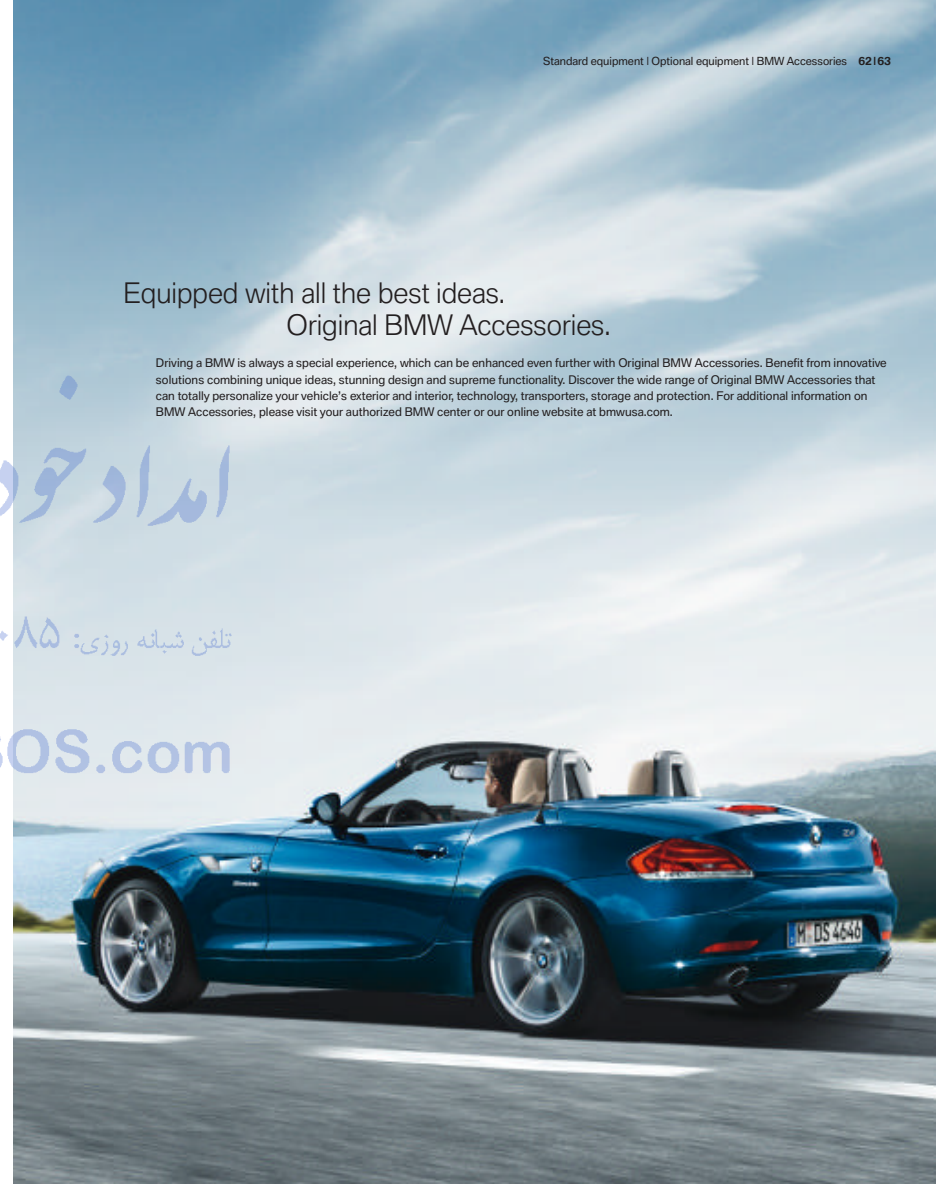 Standard equipment | Optional equipment | BMW Accessories 62|63
Equipped with all the best ideas.
Original BMW Accessories.
Driving a BMW is always a special experience, which can be enhanced even further with Original BMW Accessories. Benefit from innovative
solutions combining unique ideas, stunning design and supreme functionality. Discover the wide range of Original BMW Accessories that
can totally personalize your vehicle's exterior and interior, technology, transporters, storage and protection. For additional information on
BMW Accessories, please visit your authorized BMW center or our online website at bmwusa.com.
امداد خود
تلفن شبانه روزی: ۰۸۵
SOS.com
Z4
M DS 4646